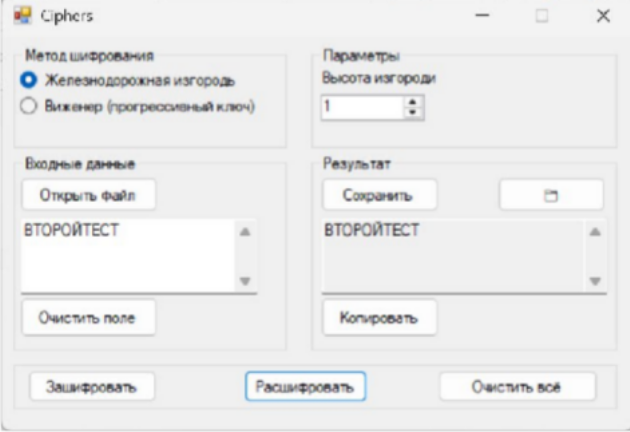 Ciphers
Метод шифрования
Железнодорожная изгородь
Виженер (прогрессивный ключ)
Параметры
Высота изгороди
1
Входные данные
Открыть файл
ВТОРОЙТЕСТ
Очистить поле
Результат
Сохранить
ВТОРОЙТЕСТ
Копировать
Зашифровать
Расшифровать
Очистить всё